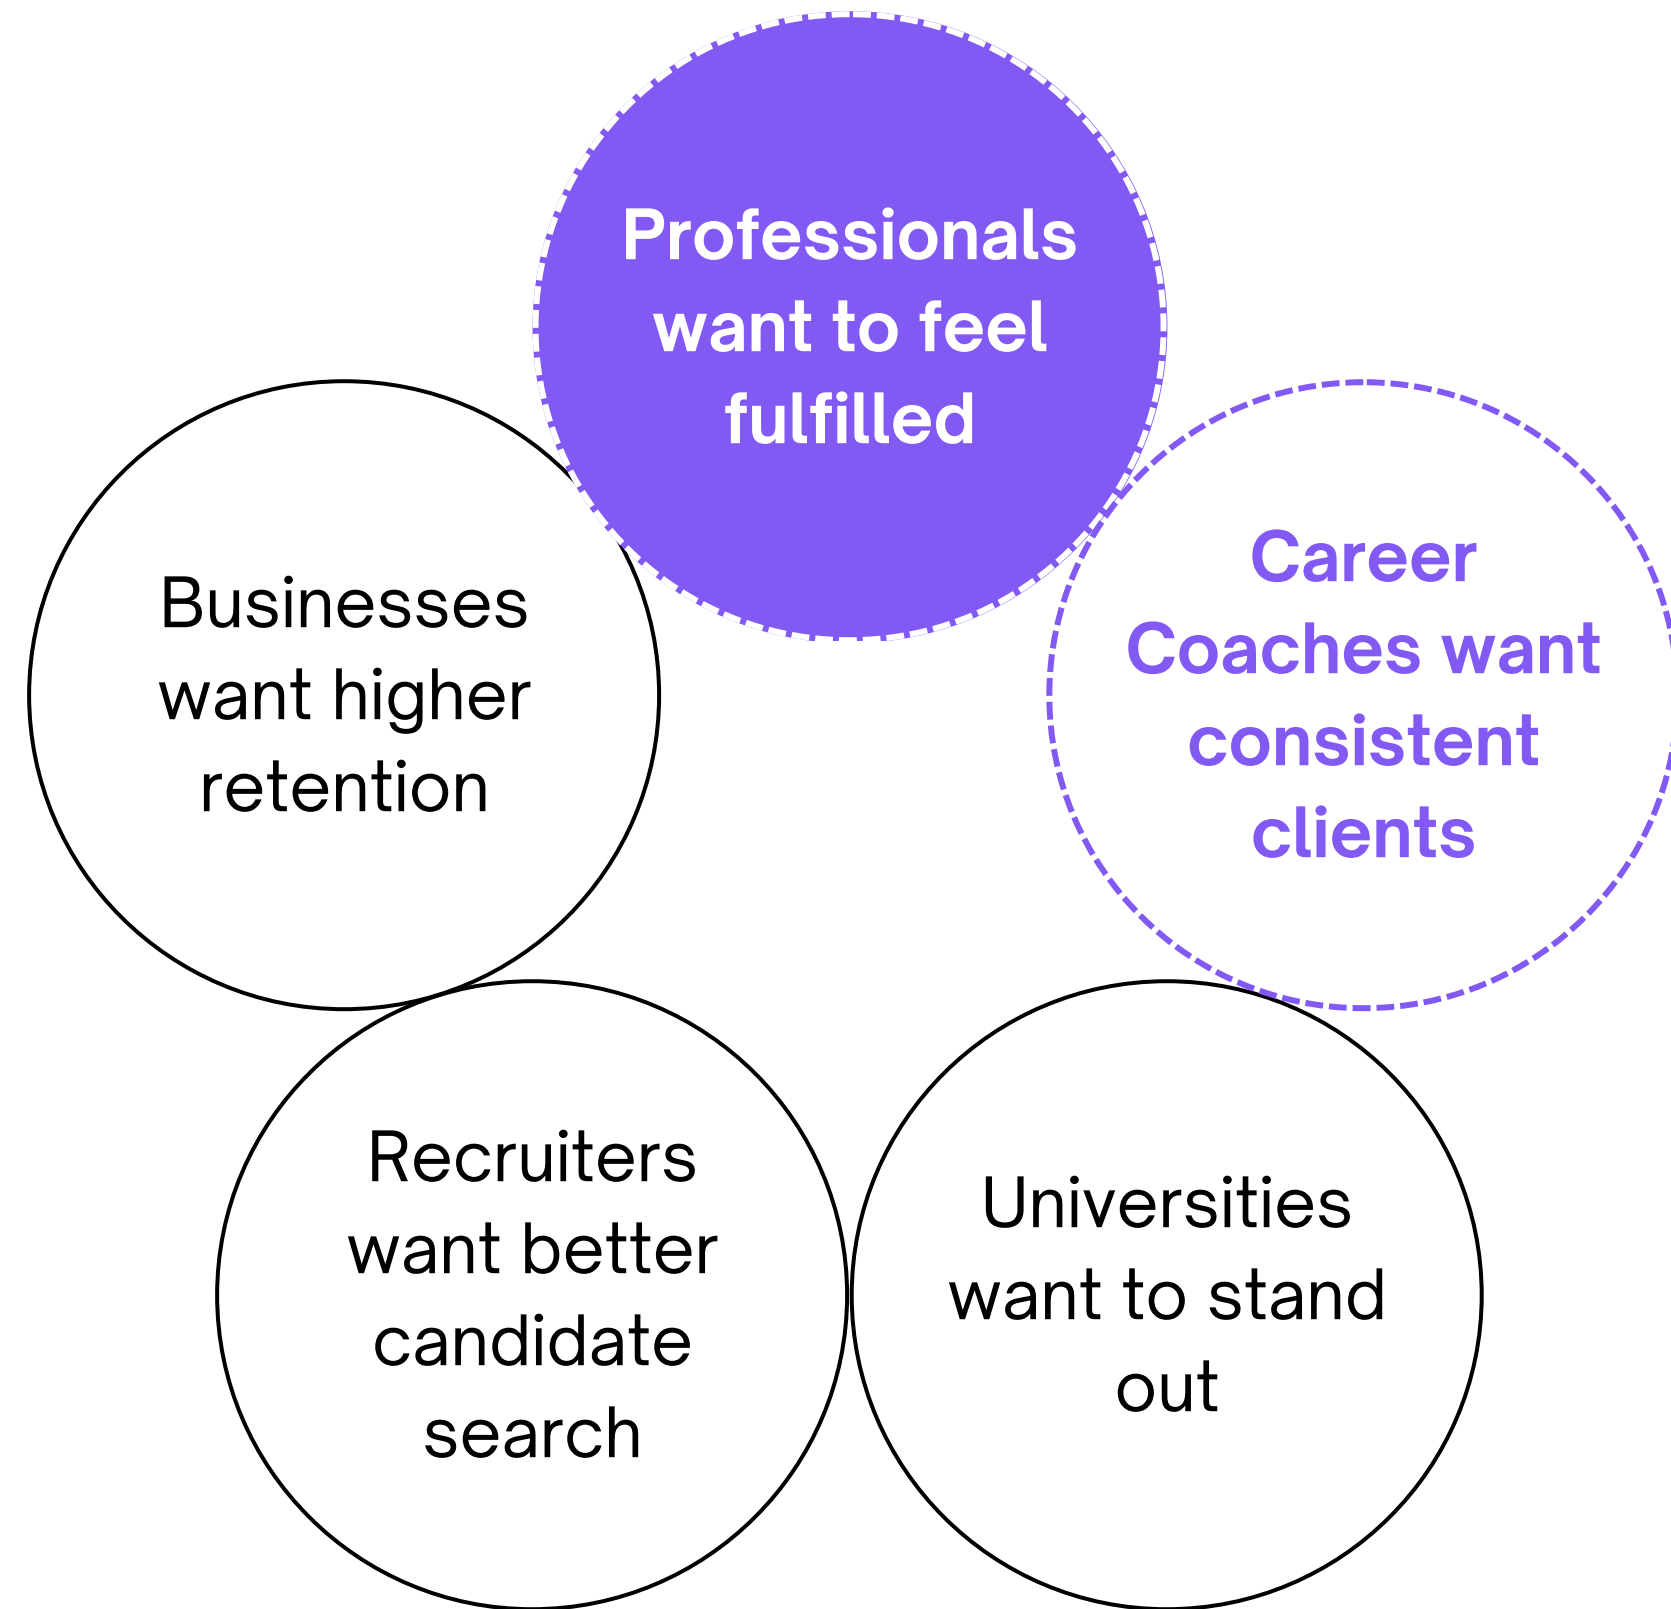 Professionals
want to feel
fulfilled
Businesses
want higher
retention
Career
Coaches want
consistent
clients
Recruiters
want better
candidate
search
Universities
want to stand
out